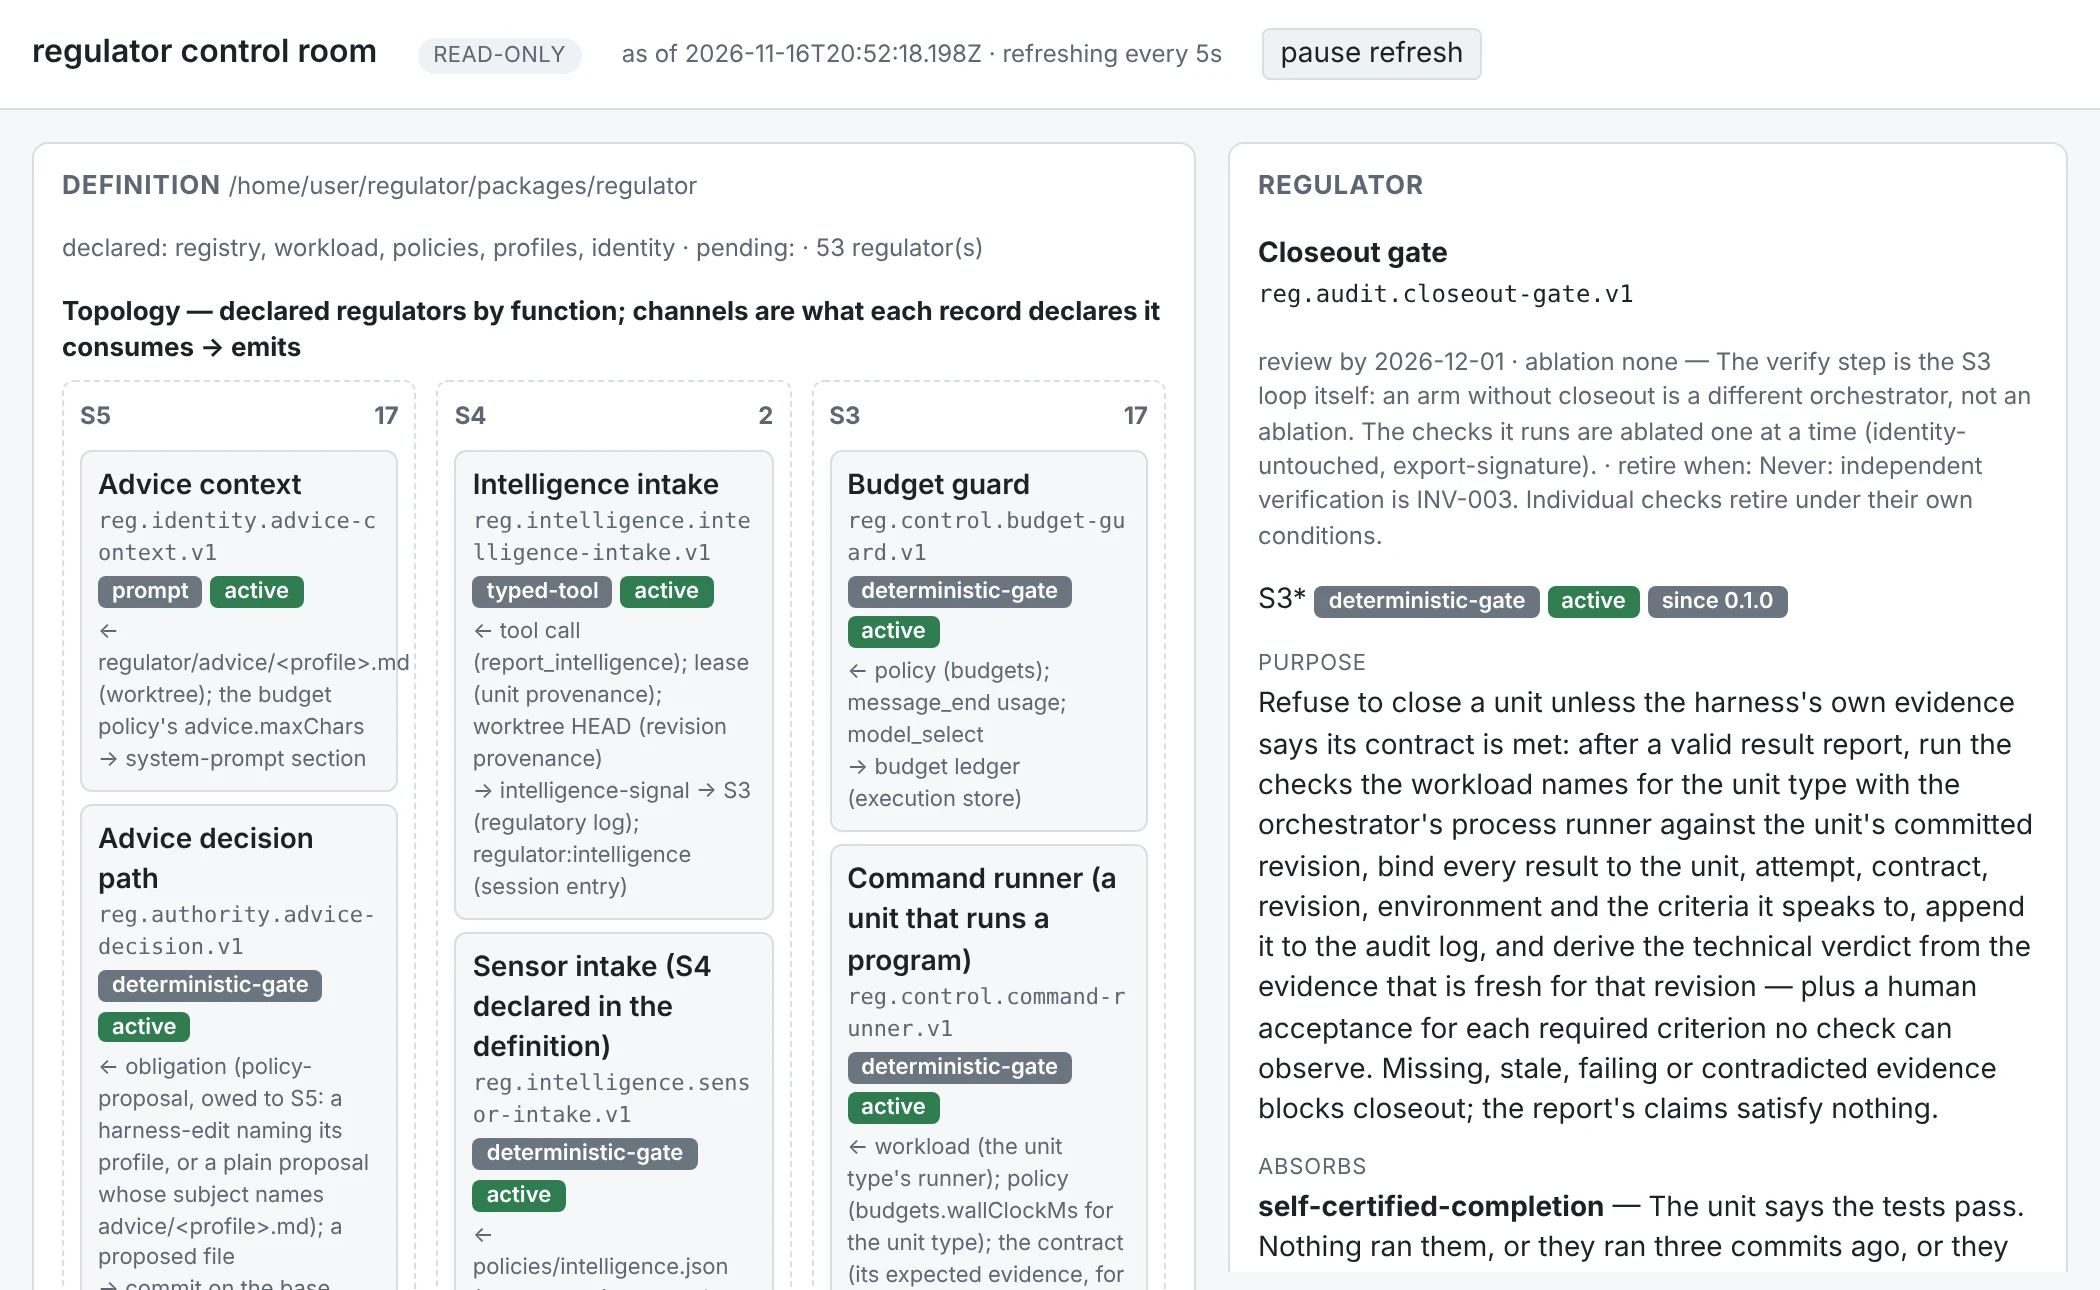 regulator control room READ-ONLY as of 2026-11-16T20:52:18.198Z · refreshing every 5s pause refresh
DEFINITION /home/user/regulator/packages/regulator
declared: registry, workload, policies, profiles, identity · pending: · 53 regulator(s)
Topology — declared regulators by function; channels are what each record declares it
consumes → emits
S5 17
Advice context
reg.identity.advice-c
ontext.v1
prompt active
←
regulator/advice/<profile>.md
(worktree); the budget
policy's advice.maxChars
→ system-prompt section
Advice decision
path
reg.authority.advice-
decision.v1
deterministic-gate
active
← obligation (policy-
proposal, owed to S5: a
harness-edit naming its
profile, or a plain proposal
whose subject names
advice/<profile>.md); a
proposed file
→ commit on the base
S4 2
Intelligence intake
reg.intelligence.inte
lligence-intake.v1
typed-tool active
← tool call
(report_intelligence); lease
(unit provenance);
worktree HEAD (revision
provenance)
→ intelligence-signal → S3
(regulatory log);
regulator:intelligence
(session entry)
Sensor intake (S4
declared in the
definition)
reg.intelligence.sens
or-intake.v1
deterministic-gate
active
←
policies/intelligence.json
S3 17
Budget guard
reg.control.budget-gu
ard.v1
deterministic-gate
active
← policy (budgets);
message_end usage;
model_select
→ budget ledger
(execution store)
Command runner (a
unit that runs a
program)
reg.control.command-r
unner.v1
deterministic-gate
active
← workload (the unit
type's runner); policy
(budgets.wallClockMs for
the unit type); the contract
(its expected evidence, for
REGULATOR
Closeout gate
reg.audit.closeout-gate.v1
review by 2026-12-01 · ablation none — The verify step is the S3
loop itself: an arm without closeout is a different orchestrator, not an
ablation. The checks it runs are ablated one at a time (identity-
untouched, export-signature). · retire when: Never: independent
verification is INV-003. Individual checks retire under their own
conditions.
S3* deterministic-gate active since 0.1.0
PURPOSE
Refuse to close a unit unless the harness's own evidence
says its contract is met: after a valid result report, run the
checks the workload names for the unit type with the
orchestrator's process runner against the unit's committed
revision, bind every result to the unit, attempt, contract,
revision, environment and the criteria it speaks to, append
it to the audit log, and derive the technical verdict from the
evidence that is fresh for that revision — plus a human
acceptance for each required criterion no check can
observe. Missing, stale, failing or contradicted evidence
blocks closeout; the report's claims satisfy nothing.
ABSORBS
self-certified-completion — The unit says the tests pass.
Nothing ran them, or they ran three commits ago, or they